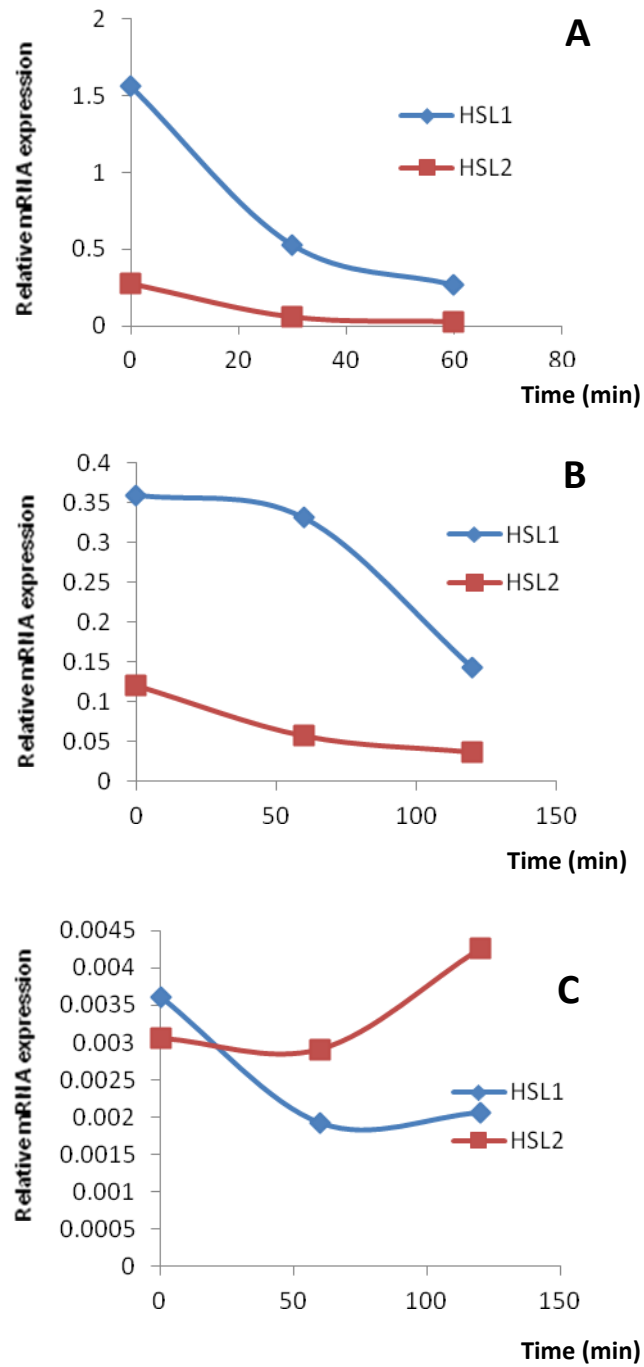 A
Relative mRIIA expression
2
1.5
1
0.5
0
HSL1
HSL2
0 20 40 60 80
Time (min)
B
Relative mRIIA expression
0.4
0.35
0.3
0.25
0.2
0.15
0.1
0.05
0
HSL1
HSL2
0 50 100 150
Time (min)
C
Relative mRIIA expression
0.0045
0.004
0.0035
0.003
0.0025
0.002
0.0015
0.001
0.0005
0
HSL1
HSL2
0 50 100 150
Time (min)